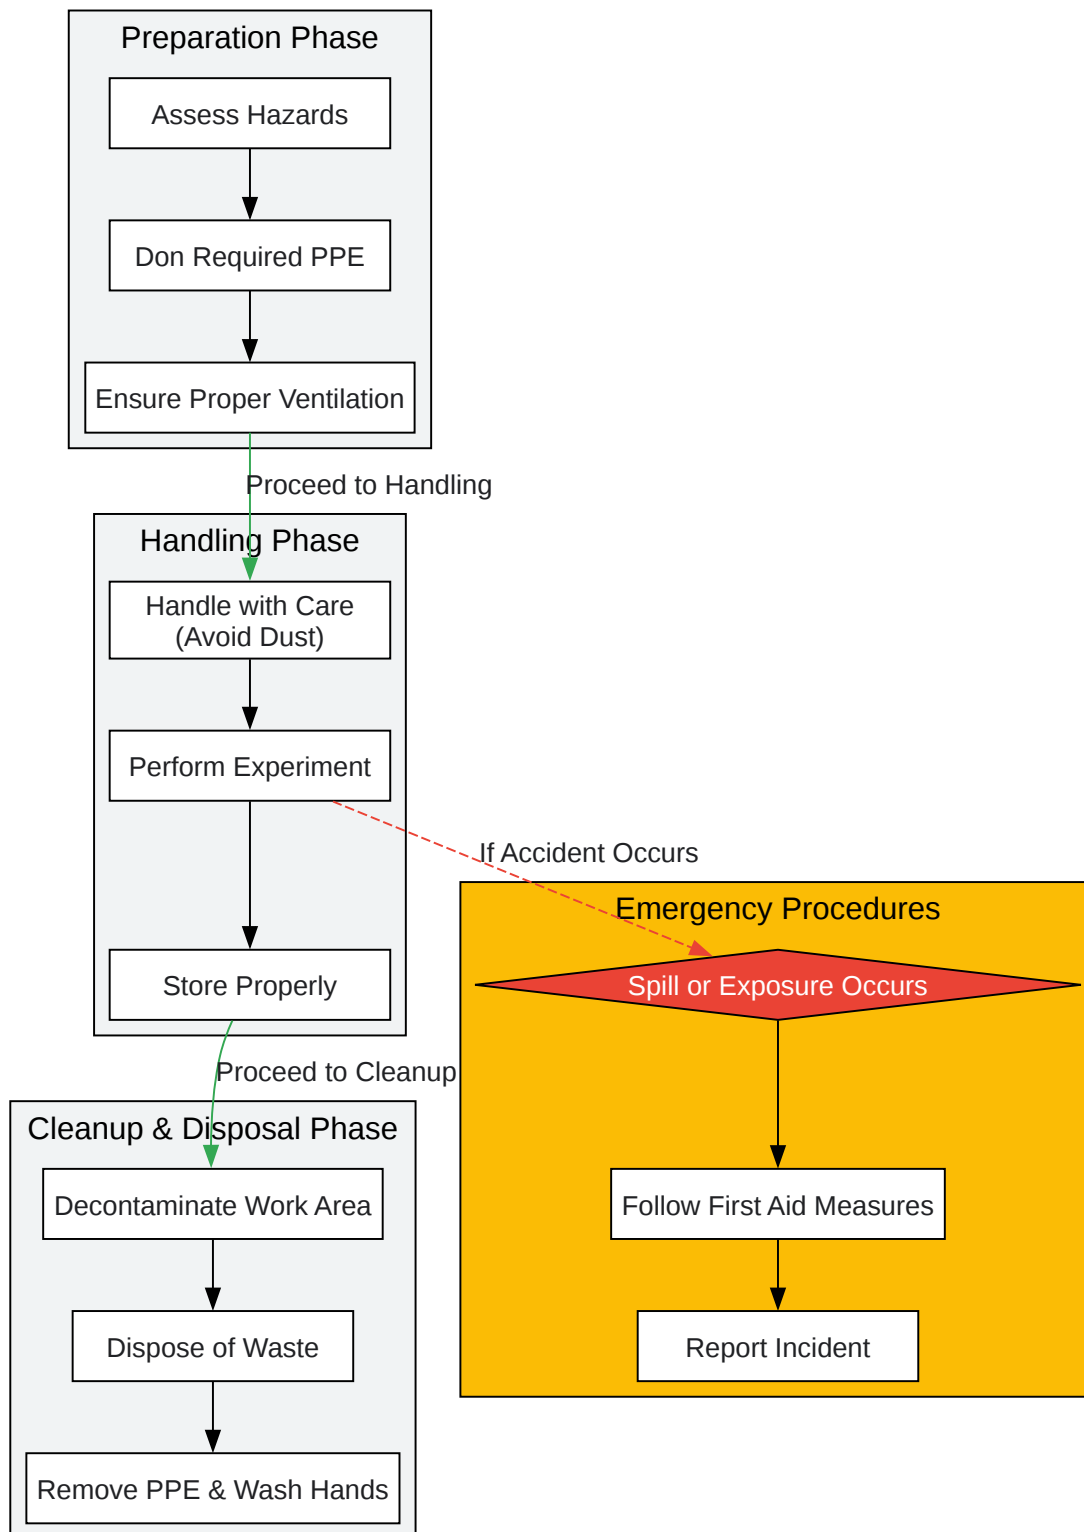 Preparation Phase
Assess Hazards
Don Required PPE
Ensure Proper Ventilation
Proceed to Handling
Handling Phase
Handle with Care
(Avoid Dust)
Perform Experiment
If Accident Occurs
Emergency Procedures
Spill or Exposure Occurs
Store Properly
Proceed to Cleanup
Cleanup & Disposal Phase
Decontaminate Work Area
Follow First Aid Measures
Dispose of Waste
Report Incident
Remove PPE & Wash Hands